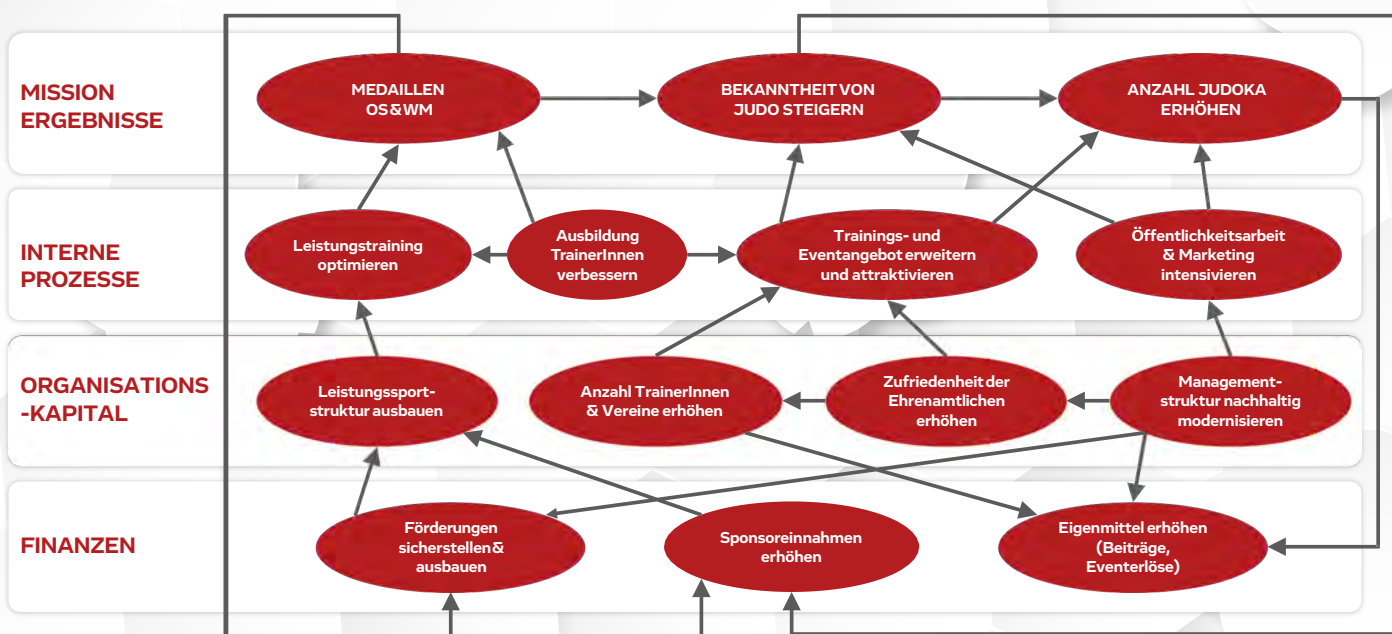 MISSION
ERGEBNISSE
MEDAILLEN
OS & WM
BEKANNTHEIT VON
JUDO STEIGERN
ANZAHL JUDOKA
ERHÖHEN
INTERNE
PROZESSE
Leistungstraining
optimieren
Ausbildung
TrainerInnen
verbessern
Trainings- und
Eventangebot erweitern
und attraktivieren
Öffentlichkeitsarbeit
& Marketing
intensivieren
ORGANISATIONS
-KAPITAL
Leistungssport-
struktur ausbauen
Anzahl TrainerInnen
& Vereine erhöhen
Zufriedenheit der
Ehrenamtlichen
erhöhen
Management-
struktur nachhaltig
modernisieren
FINANZEN
Förderungen
sicherstellen &
ausbauen
Sponsoreinnahmen
erhöhen
Eigenmittel erhöhen
(Beiträge,
Eventerlöse)